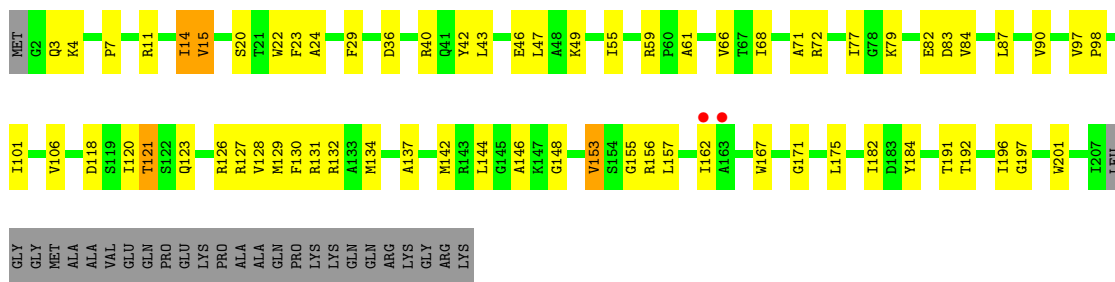 MET G2 Q3 K4 P7 R11 I14 V15 S20 T21 W22 F23 A24 F29 D36 R40 Q41 Y42 L43 E46 L47 A48 K49 I55 R59 P60 A61 V66 T67 I68 A71 R72 I77 G78 K79 E82 D83 V84 L87 V90 V97 P98
I101 V106 D118 S119 I120 T121 S122 Q123 R126 R127 V128 M129 F130 R131 R132 A133 M134 A137 M142 R143 L144 G145 A146 K147 G148 V153 S154 G155 R156 L157 I162 A163 W167 G171 L175 I182 D183 Y184 T191 T192 I196 G197 W201 I207 LEU
GLY GLY MET ALA ALA VAL GLU GLN PRO GLU LYS PRO ALA ALA GLN PRO LYS LYS GLN GLN ARG LYS GLY ARG LYS